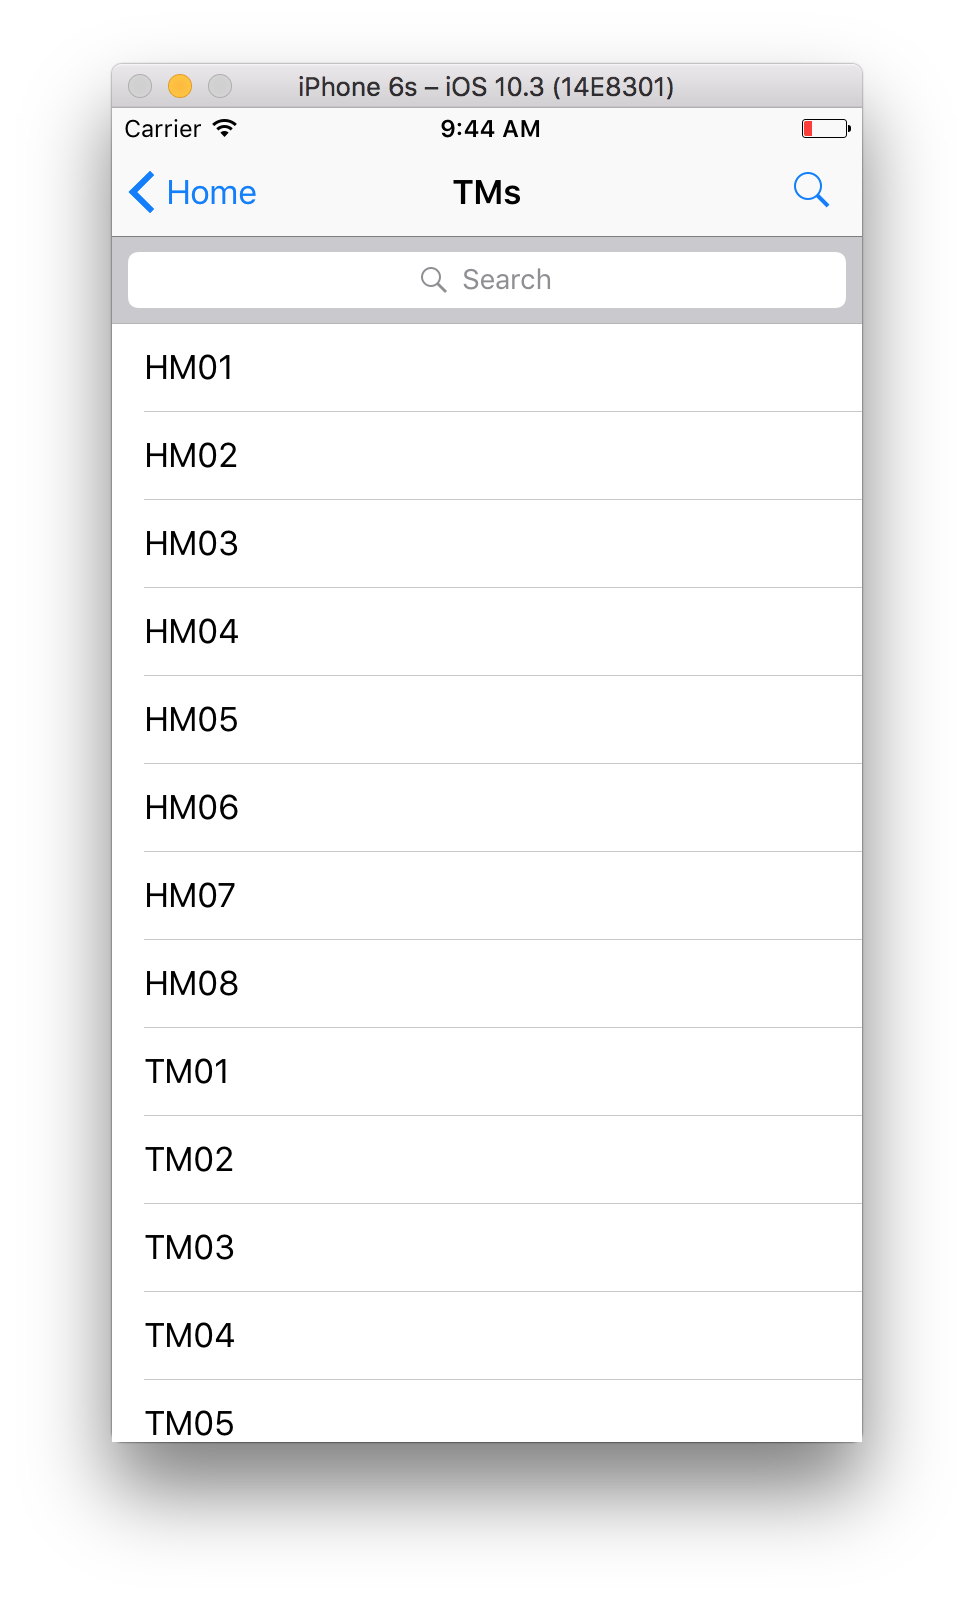 iPhone 6s – iOS 10.3 (14E8301)
Carrier 9:44 AM
Home TMs
Search
HM01
HM02
HM03
HM04
HM05
HM06
HM07
HM08
TM01
TM02
TM03
TM04
TM05